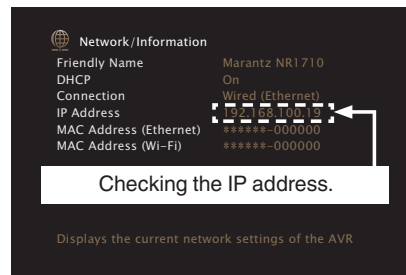 Network/Information
Friendly Name Marantz NR1710
DHCP On
Connection Wired (Ethernet)
IP Address 192.168.100.19
MAC Address (Ethernet) ******-000000
MAC Address (Wi-Fi) ******-000000
Checking the IP address.
Displays the current network settings of the AVR